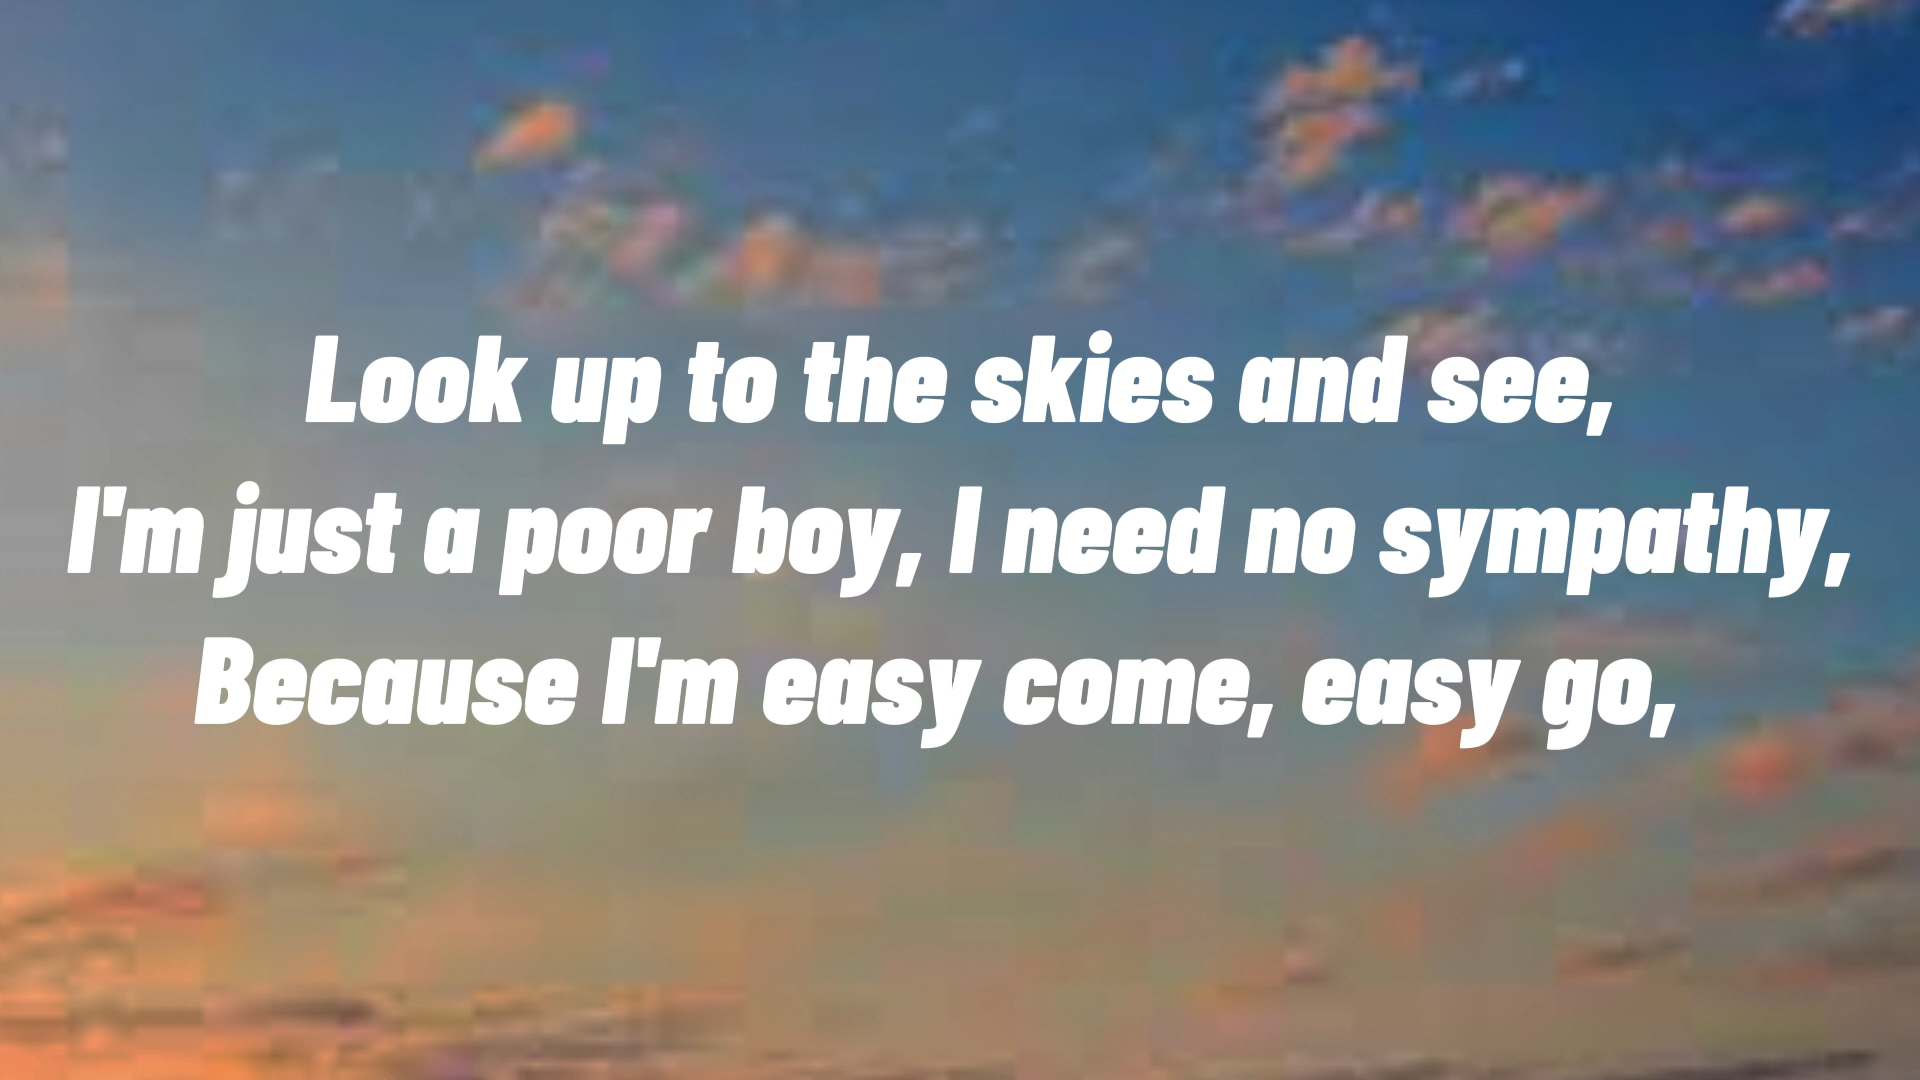 Look up to the skies and see,
I'm just a poor boy, I need no sympathy,
Because I'm easy come, easy go,